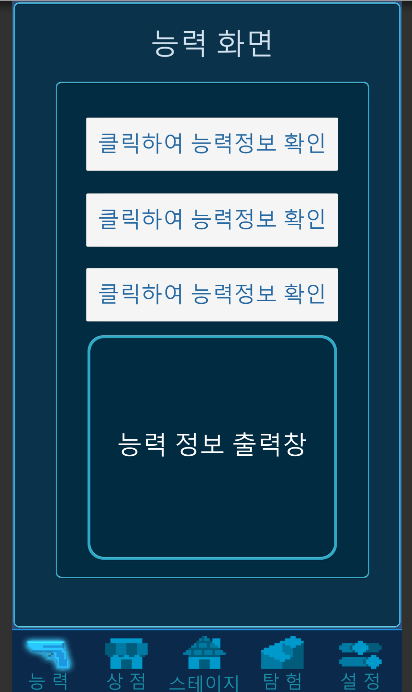 능력 화면
클릭하여 능력정보 확인
클릭하여 능력정보 확인
클릭하여 능력정보 확인
능력 정보 출력창
능 력 상 점 스테이지 탐 험 설 정